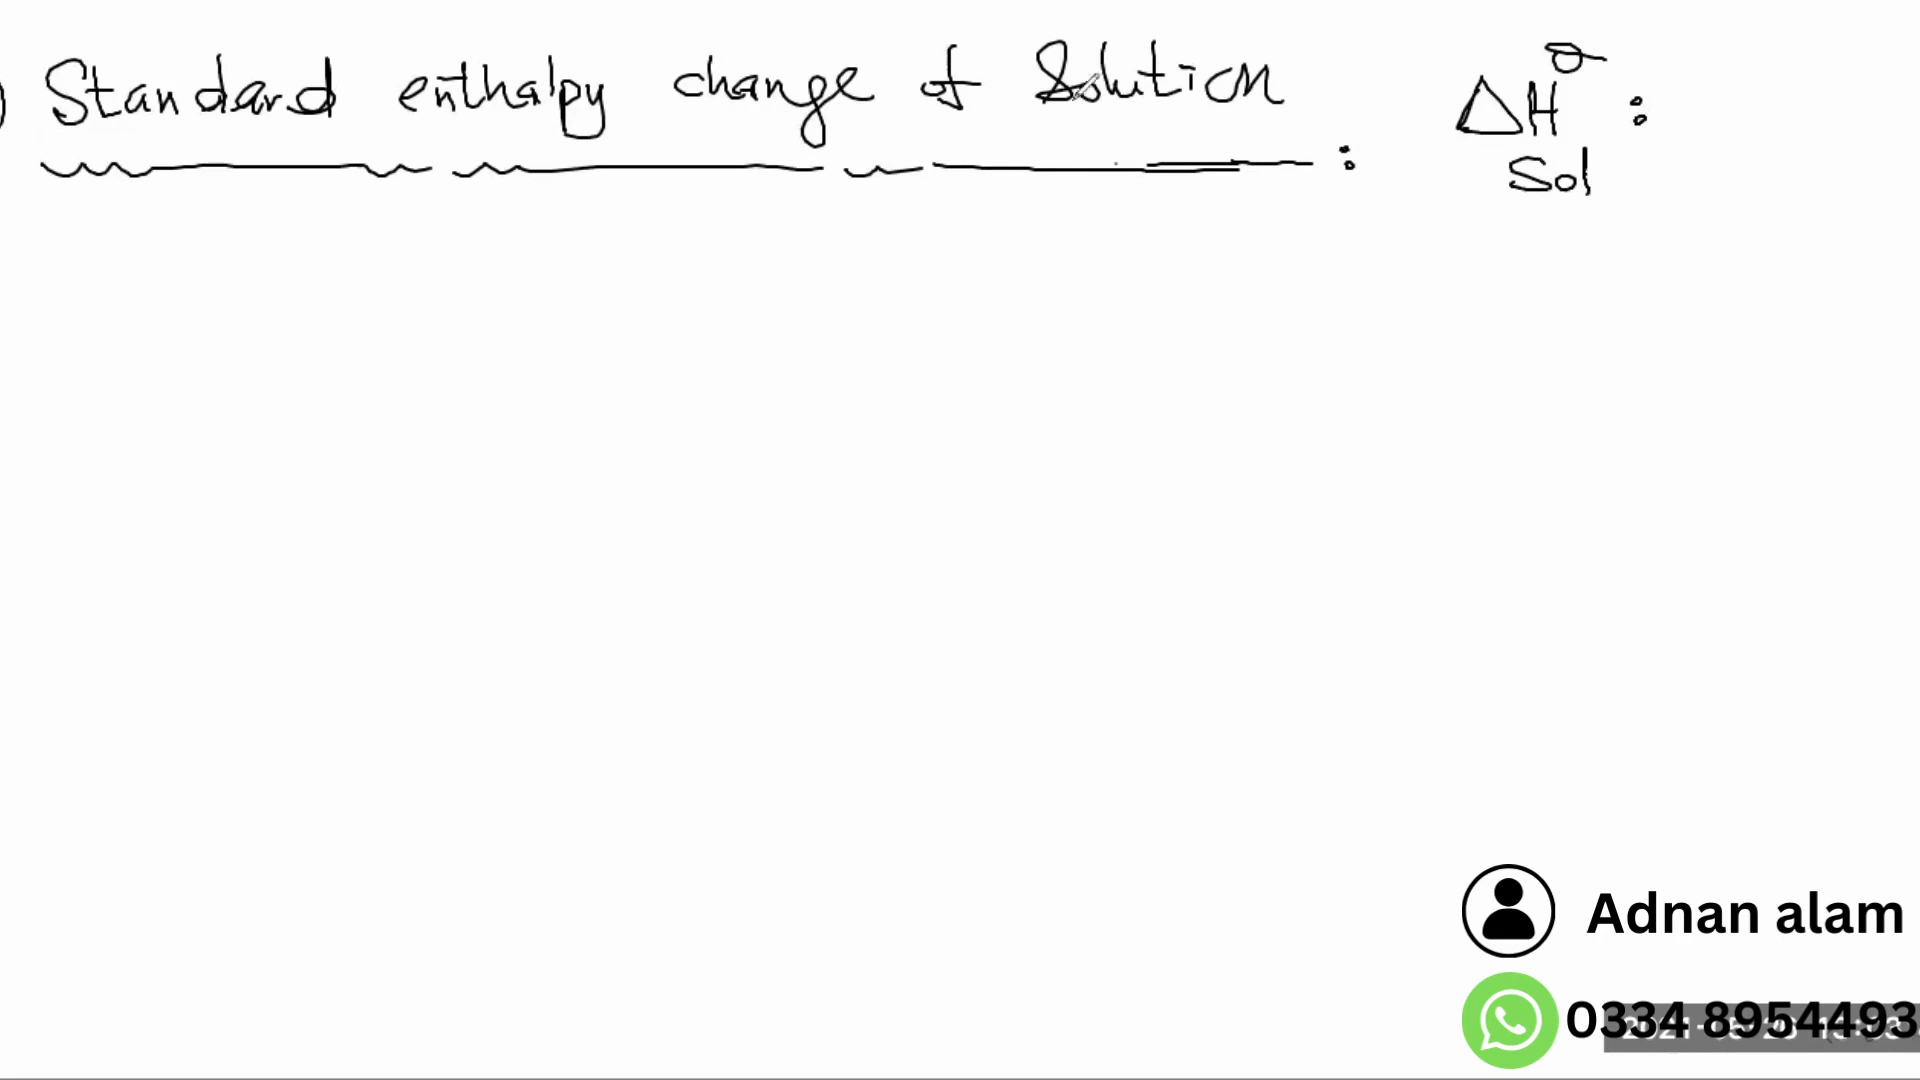 ) Standard enthalpy change of Solution : ΔH°sol :
Adnan alam
0334 8954493